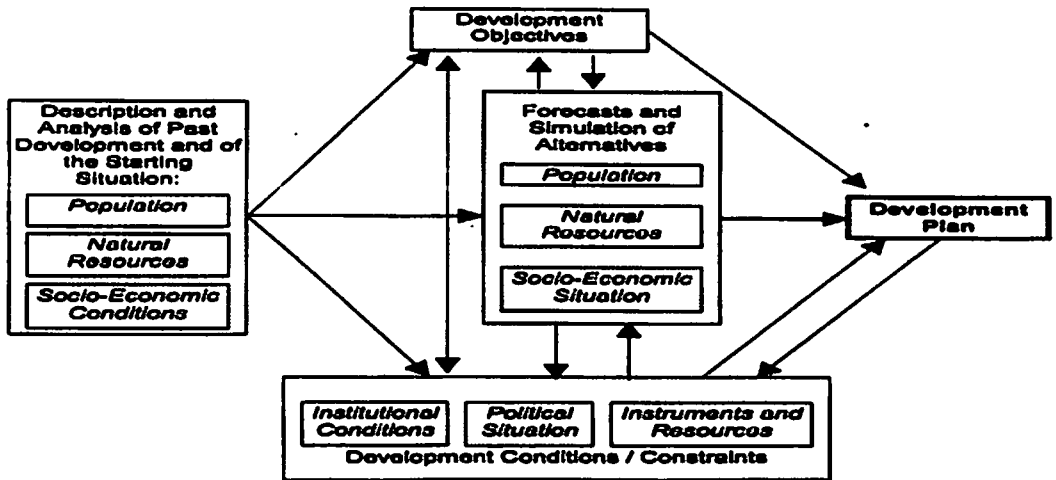 Development
Objectives
Description and
Analysis of Past
Development and of
the Starting
Situation:
Population
Natural
Resources
Socio-Economic
Conditions
Forecasts and
Simulation of
Alternatives
Population
Natural
Resources
Socio-Economic
Situation
Development
Plan
Institutional
Conditions
Political
Situation
Instruments and
Resources
Development Conditions / Constraints